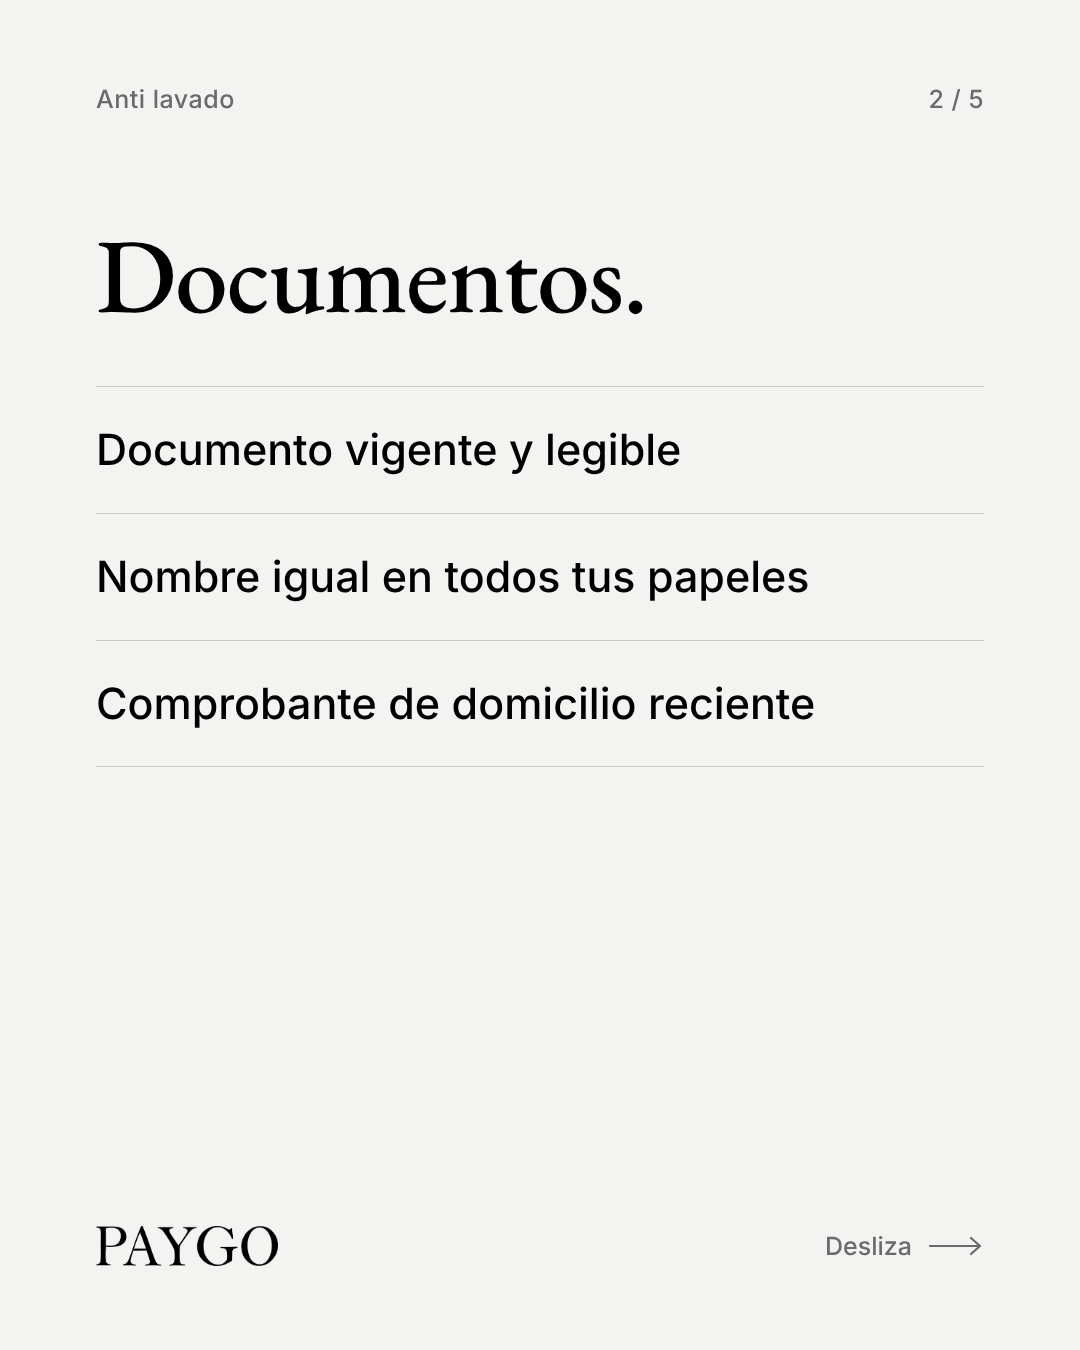 Anti lavado
2 / 5
Documentos.
Documento vigente y legible
Nombre igual en todos tus papeles
Comprobante de domicilio reciente
PAYGO
Desliza